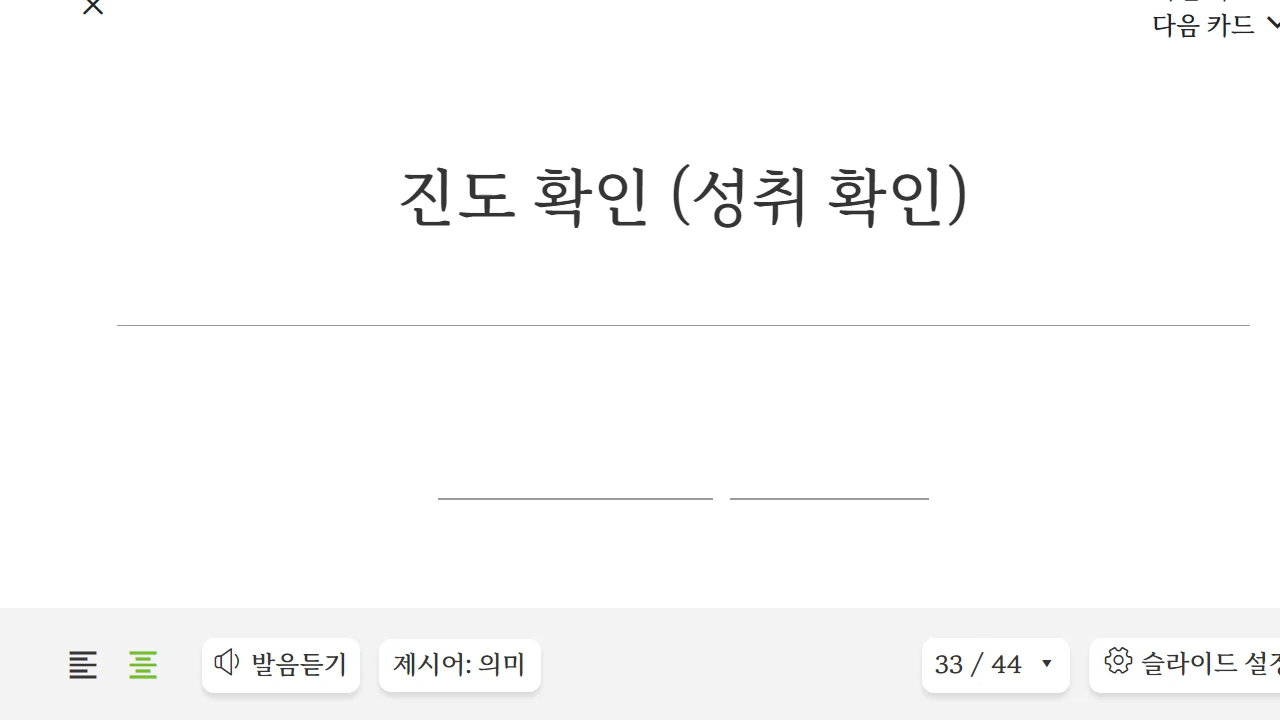 다음 카드
진도 확인 (성취 확인)
발음듣기
제시어: 의미
33 / 44
슬라이드